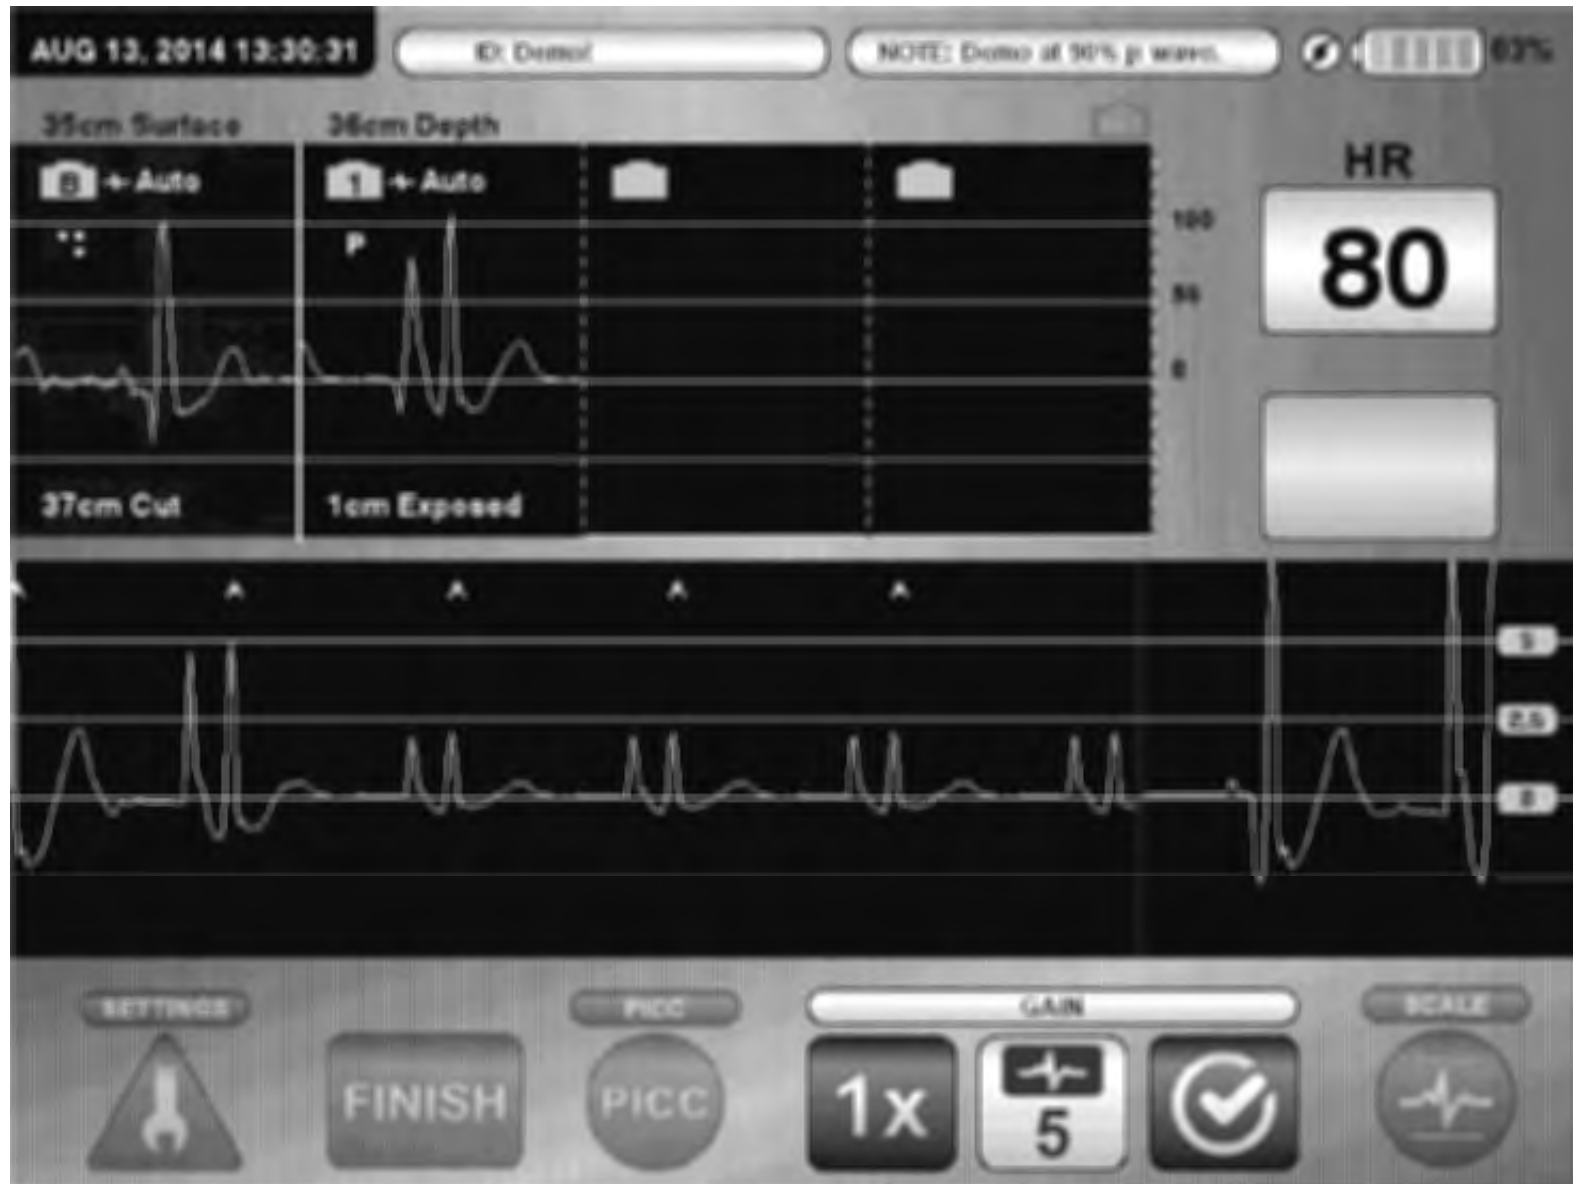 AUG 13, 2014 13:30:31
ID: Demo!
NOTE: Demo at 90% p wave.
83%
35cm Surface
36cm Depth
B Auto
1 Auto
P
HR
80
100
50
0
37cm Cut
1cm Exposed
A A A A
5
2.5
0
SETTINGS
PICC
GAIN
SCALE
FINISH
PICC
1x
5